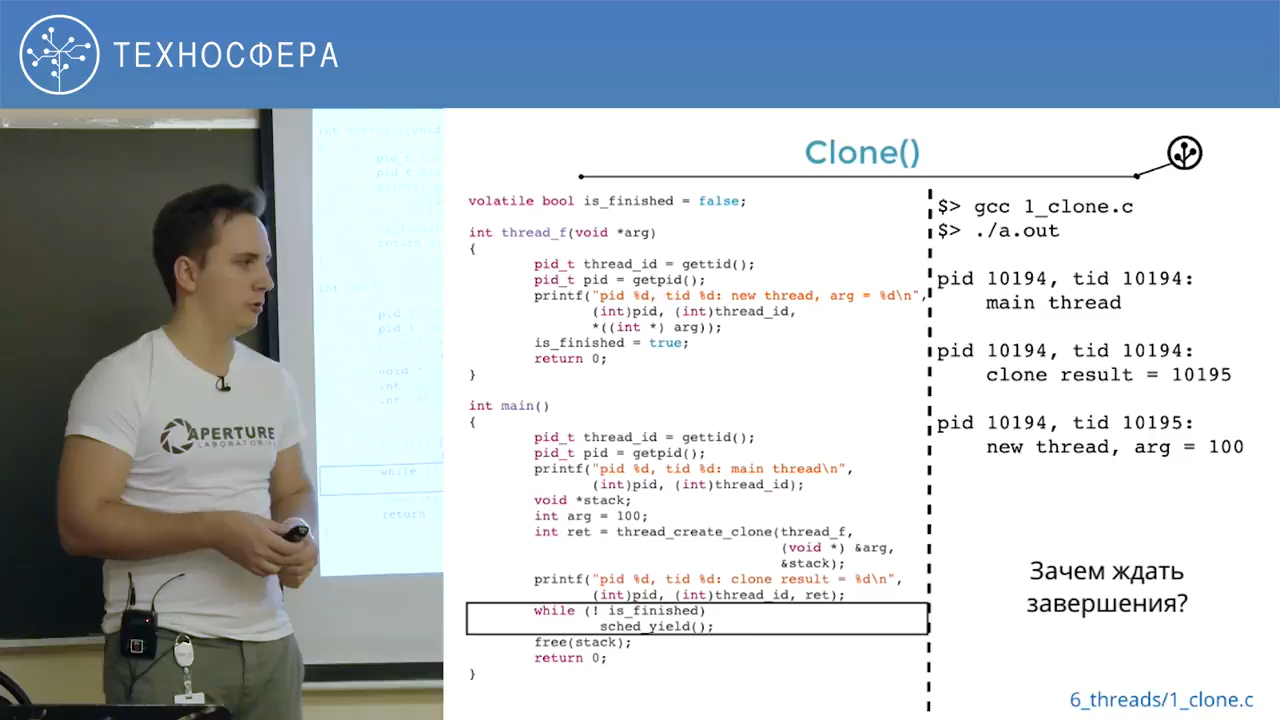 ТЕХНОСФЕРА
Clone()
volatile bool is_finished = false;
int thread_f(void *arg)
{
pid_t thread_id = gettid();
pid_t pid = getpid();
printf("pid %d, tid %d: new thread, arg = %d\n",
(int)pid, (int)thread_id,
*((int *) arg));
is_finished = true;
return 0;
}
int main()
{
pid_t thread_id = gettid();
pid_t pid = getpid();
printf("pid %d, tid %d: main thread\n",
(int)pid, (int)thread_id);
void *stack;
int arg = 100;
int ret = thread_create_clone(thread_f,
(void *) &arg,
&stack);
printf("pid %d, tid %d: clone result = %d\n",
(int)pid, (int)thread_id, ret);
while (! is_finished)
sched_yield();
free(stack);
return 0;
}
$> gcc 1_clone.c
$> ./a.out
pid 10194, tid 10194:
main thread
pid 10194, tid 10194:
clone result = 10195
pid 10194, tid 10195:
new thread, arg = 100
Зачем ждать
завершения?
6_threads/1_clone.c
APERTURE
LABORATORIES